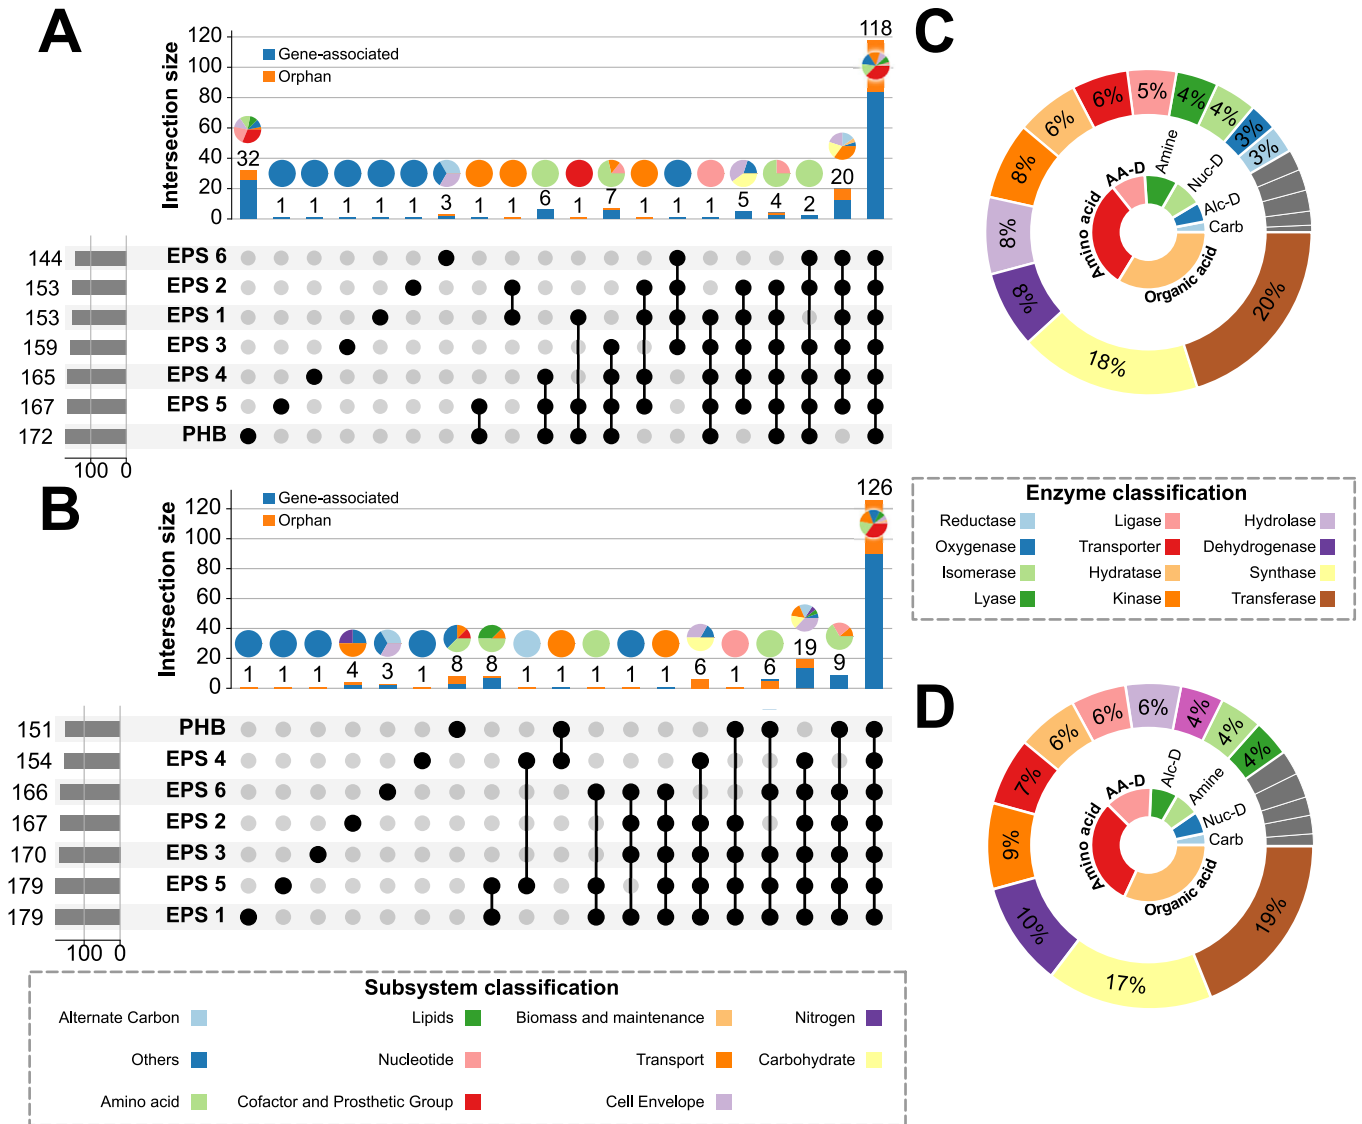 A
Intersection size
120
100
80
60
40
20
0
Gene-associated
Orphan
32
1
1
1
1
1
3
1
1
6
1
7
1
1
1
5
4
2
20
118
144 EPS 6
153 EPS 2
153 EPS 1
159 EPS 3
165 EPS 4
167 EPS 5
172 PHB
100 0
B
Intersection size
120
100
80
60
40
20
0
Gene-associated
Orphan
1
1
1
4
3
1
8
8
1
1
1
1
1
6
1
6
19
9
126
151 PHB
154 EPS 4
166 EPS 6
167 EPS 2
170 EPS 3
179 EPS 5
179 EPS 1
100 0
Subsystem classification
Alternate Carbon Lipids Biomass and maintenance Nitrogen
Others Nucleotide Transport Carbohydrate
Amino acid Cofactor and Prosthetic Group Cell Envelope
C
20%
18%
8%
8%
8%
6%
6%
5%
4%
4%
3%
3%
Amino acid
AA-D
Amine
Nuc-D
Alc-D
Carb
Organic acid
Enzyme classification
Reductase Ligase Hydrolase
Oxygenase Transporter Dehydrogenase
Isomerase Hydratase Synthase
Lyase Kinase Transferase
D
19%
17%
10%
9%
7%
6%
6%
6%
4%
4%
4%
Amino acid
AA-D
Alc-D
Amine
Nuc-D
Carb
Organic acid